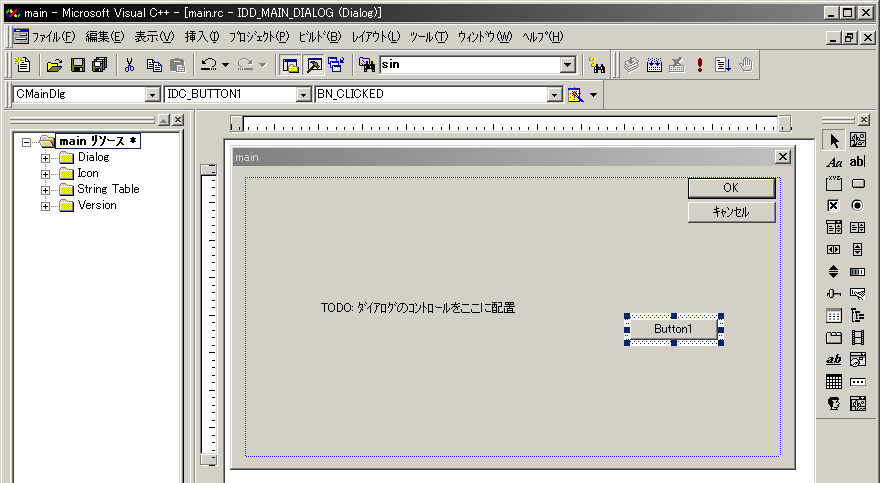 main - Microsoft Visual C++ - [main.rc - IDD_MAIN_DIALOG (Dialog)]
ﾌｧｲﾙ(F) 編集(E) 表示(V) 挿入(I) ﾌﾟﾛｼﾞｪｸﾄ(P) ﾋﾞﾙﾄﾞ(B) ﾚｲｱｳﾄ(L) ﾂｰﾙ(T) ｳｨﾝﾄﾞｳ(W) ﾍﾙﾌﾟ(H)
sin
CMainDlg IDC_BUTTON1 BN_CLICKED
main ﾘｿｰｽ *
Dialog
Icon
String Table
Version
main
OK
ｷｬﾝｾﾙ
TODO: ﾀﾞｲｱﾛｸﾞのｺﾝﾄﾛｰﾙをここに配置
Button1
Aa ab|
XYZ
ab